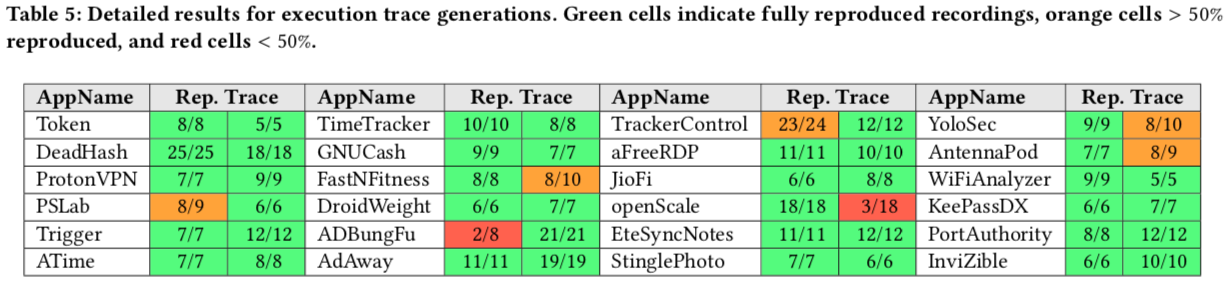 Table 5: Detailed results for execution trace generations. Green cells indicate fully reproduced recordings, orange cells > 50%
reproduced, and red cells < 50%.
AppName Rep. Trace AppName Rep. Trace AppName Rep. Trace AppName Rep. Trace
Token 8/8 5/5 TimeTracker 10/10 8/8 TrackerControl 23/24 12/12 YoloSec 9/9 8/10
DeadHash 25/25 18/18 GNUCash 9/9 7/7 aFreeRDP 11/11 10/10 AntennaPod 7/7 8/9
ProtonVPN 7/7 9/9 FastNFitness 8/8 8/10 JioFi 6/6 8/8 WiFiAnalyzer 9/9 5/5
PSLab 8/9 6/6 DroidWeight 6/6 7/7 openScale 18/18 3/18 KeePassDX 6/6 7/7
Trigger 7/7 12/12 ADBungFu 2/8 21/21 EteSyncNotes 11/11 12/12 PortAuthority 8/8 12/12
ATime 7/7 8/8 AdAway 11/11 19/19 StinglePhoto 7/7 6/6 InviZible 6/6 10/10